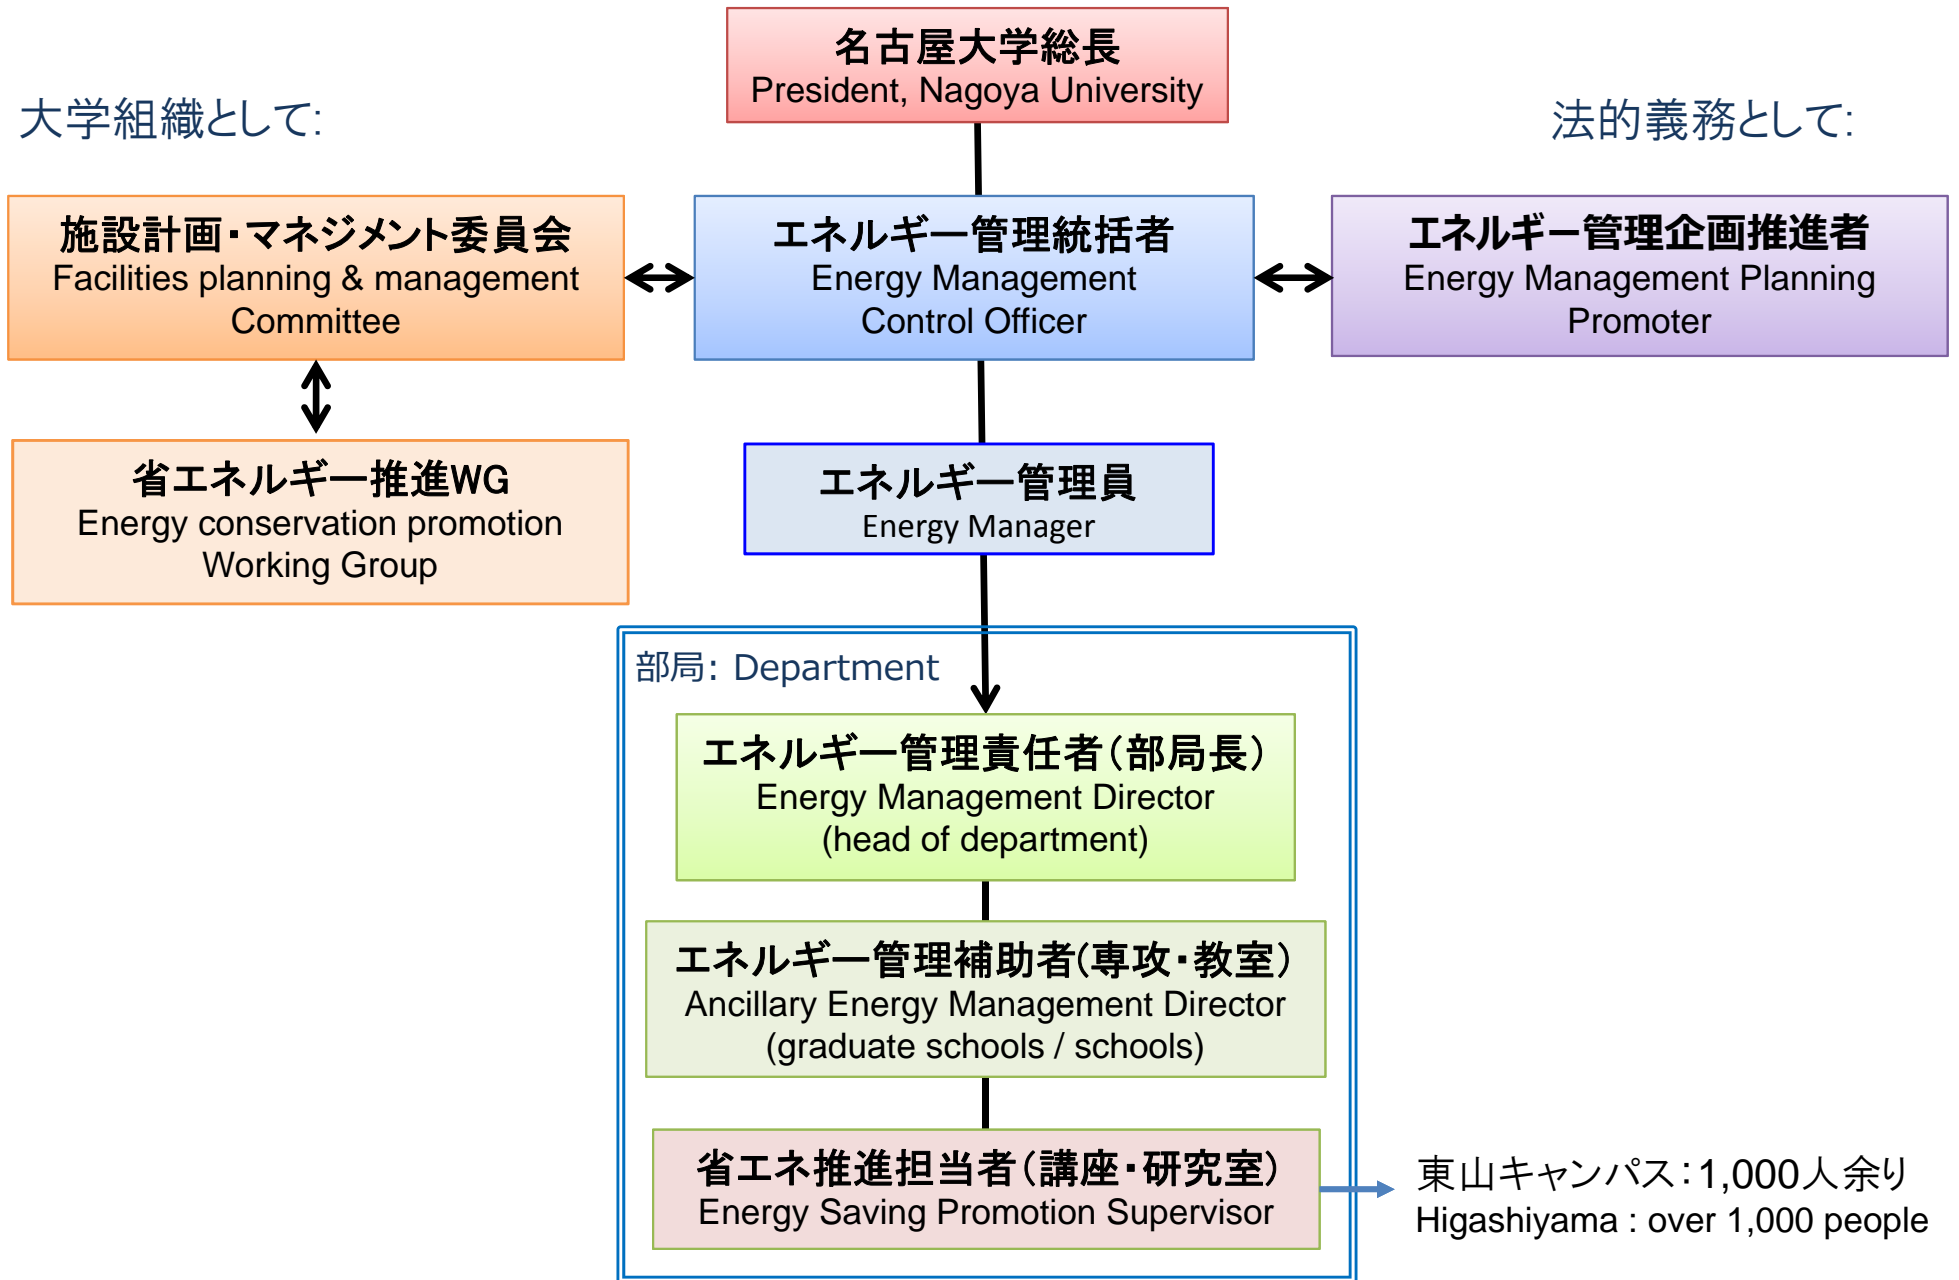 名古屋大学総長
President, Nagoya University
大学組織として:
法的義務として:
施設計画・マネジメント委員会
Facilities planning & management
Committee
エネルギー管理統括者
Energy Management
Control Officer
エネルギー管理企画推進者
Energy Management Planning
Promoter
省エネルギー推進WG
Energy conservation promotion
Working Group
エネルギー管理員
Energy Manager
部局: Department
エネルギー管理責任者（部局長）
Energy Management Director
(head of department)
エネルギー管理補助者(専攻・教室）
Ancillary Energy Management Director
(graduate schools / schools)
省エネ推進担当者（講座・研究室）
Energy Saving Promotion Supervisor
東山キャンパス：1,000人余り
Higashiyama : over 1,000 people